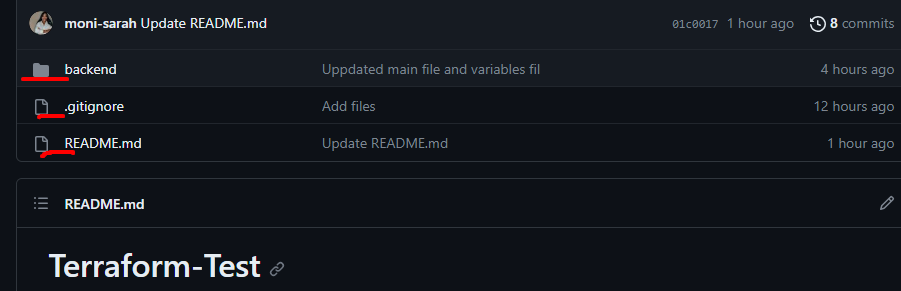 moni-sarah Update README.md 01c0017 1 hour ago 8 commits
backend Uppdated main file and variables fil 4 hours ago
.gitignore Add files 12 hours ago
README.md Update README.md 1 hour ago
README.md
Terraform-Test